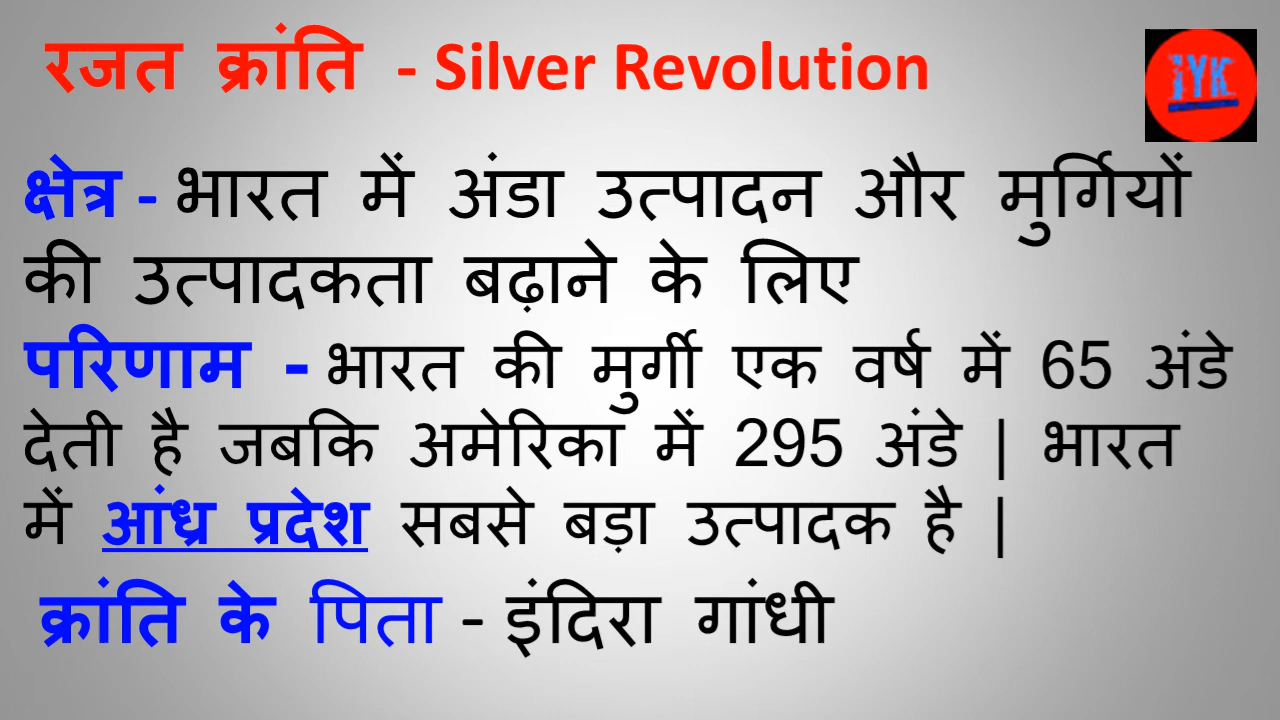 रजत क्रांति - Silver Revolution
iYK
क्षेत्र - भारत में अंडा उत्पादन और मुर्गियों
की उत्पादकता बढ़ाने के लिए
परिणाम - भारत की मुर्गी एक वर्ष में 65 अंडे
देती है जबकि अमेरिका में 295 अंडे | भारत
में आंध्र प्रदेश सबसे बड़ा उत्पादक है |
क्रांति के पिता - इंदिरा गांधी